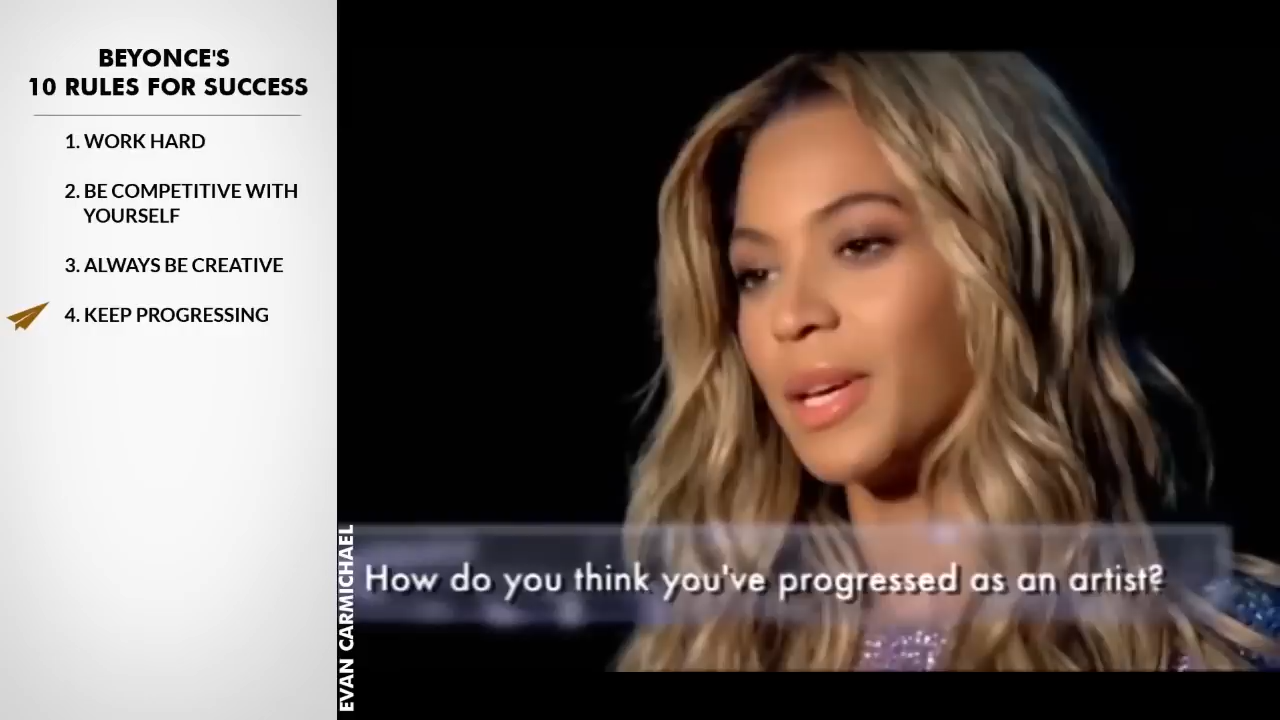 BEYONCE'S
10 RULES FOR SUCCESS
1. WORK HARD
2. BE COMPETITIVE WITH
YOURSELF
3. ALWAYS BE CREATIVE
4. KEEP PROGRESSING
EVAN CARMICHAEL
How do you think you've progressed as an artist?